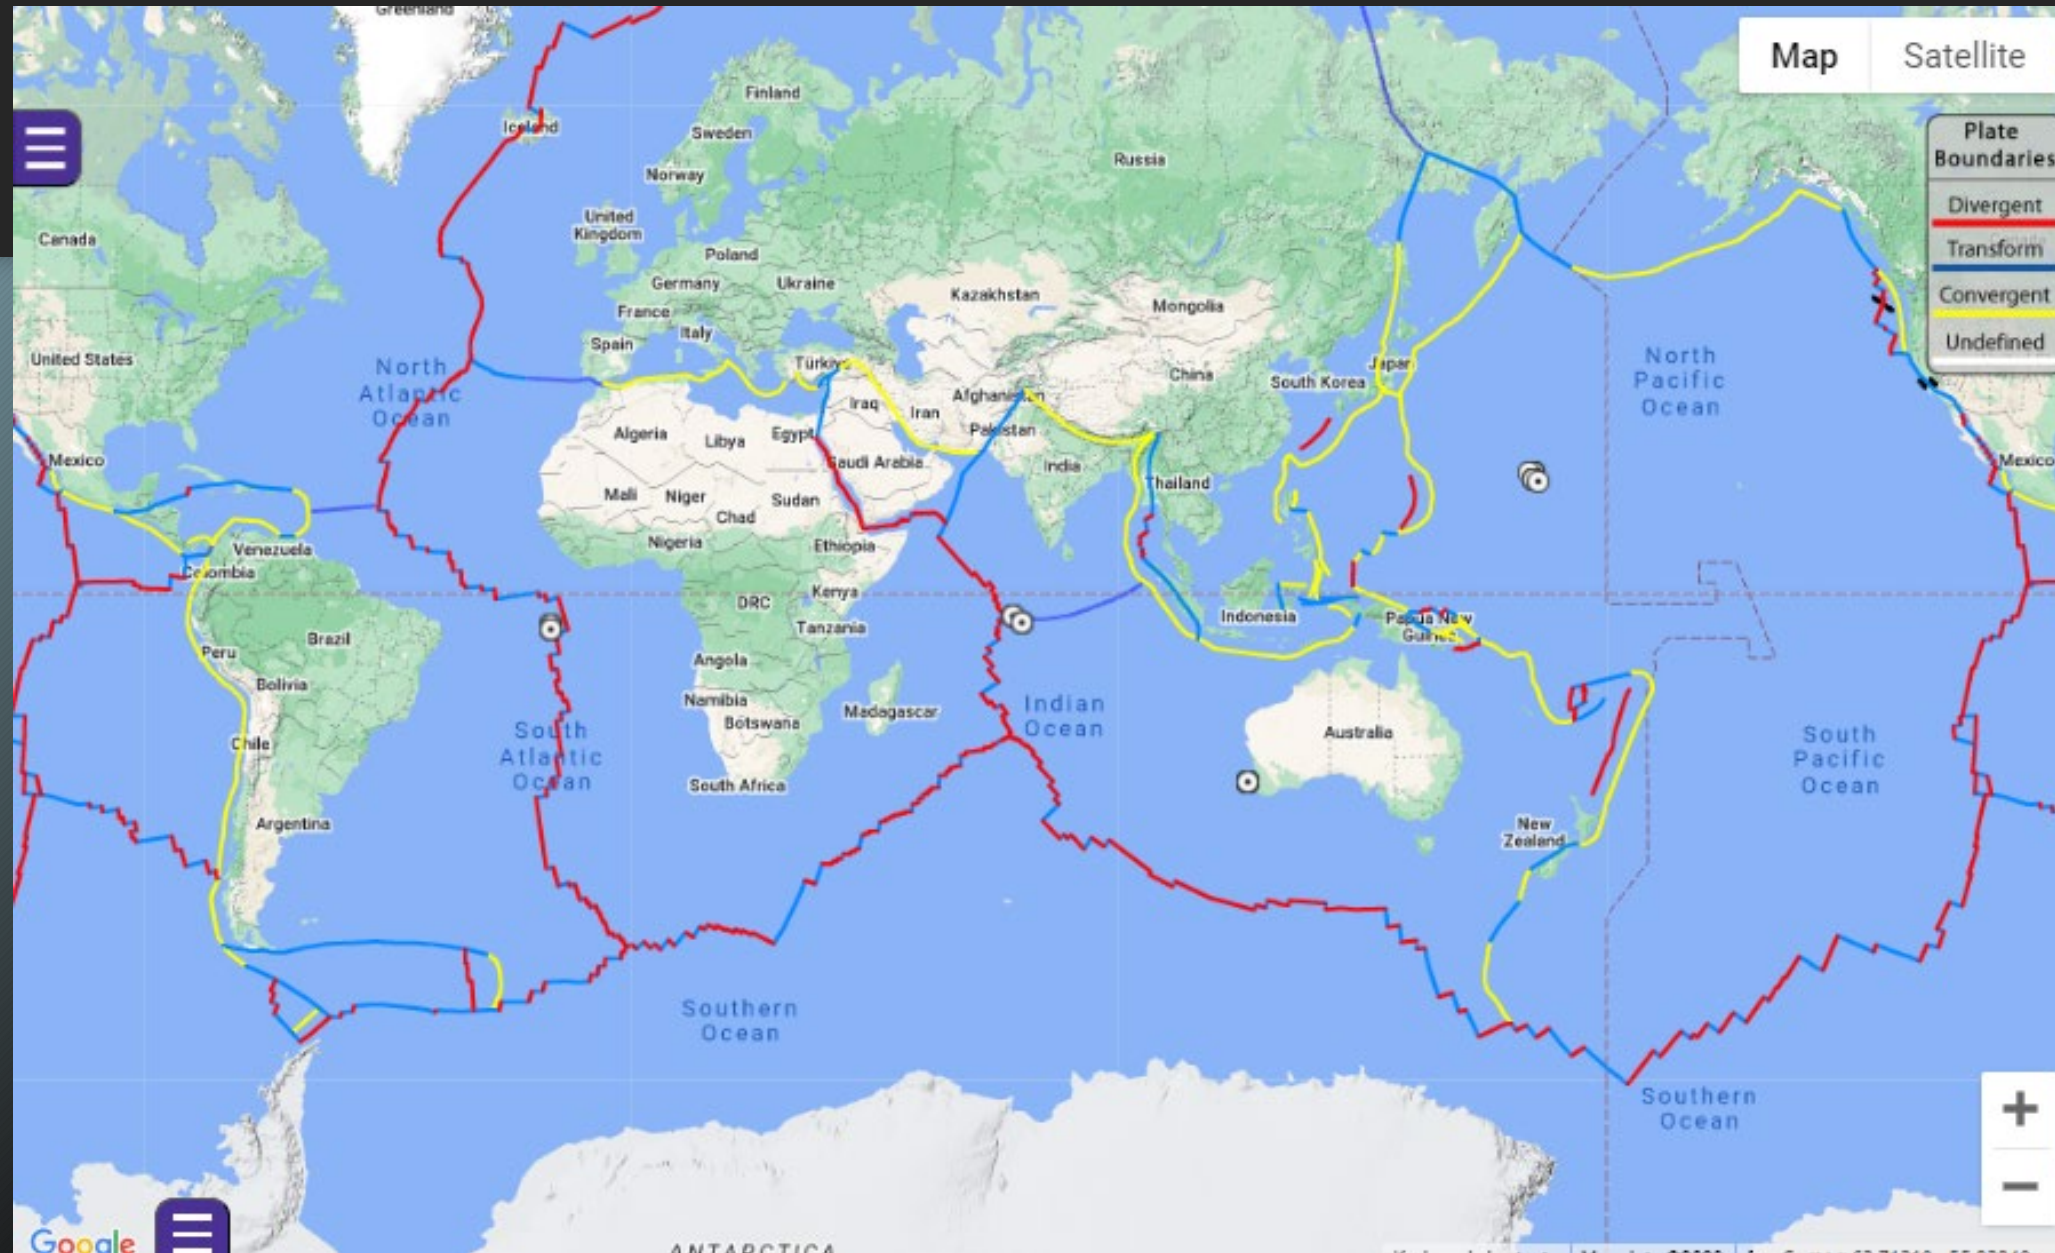 Greenland
Map
Satellite
Plate
Boundaries
Divergent
Transform
Convergent
Undefined
Finland
Iceland
Sweden
Norway
Russia
United
Kingdom
Canada
Poland
Germany
Ukraine
France
Kazakhstan
Mongolia
Italy
Spain
United States
Türkiye
Japan
North
Atlantic
Ocean
North
Pacific
Ocean
China
South Korea
Afghanistan
Iraq
Iran
Pakistan
Algeria
Libya
Egypt
Saudi Arabia
India
Mexico
Mexico
Thailand
Mali
Niger
Sudan
Chad
Nigeria
Ethiopia
Venezuela
Colombia
Kenya
DRC
Tanzania
Indonesia
Papua New
Guinea
Brazil
Peru
Angola
Bolivia
Namibia
Botswana
Madagascar
Indian
Ocean
Chile
South
Atlantic
Ocean
Australia
South
Pacific
Ocean
South Africa
Argentina
New
Zealand
Southern
Ocean
Southern
Ocean
Google
ANTARCTICA